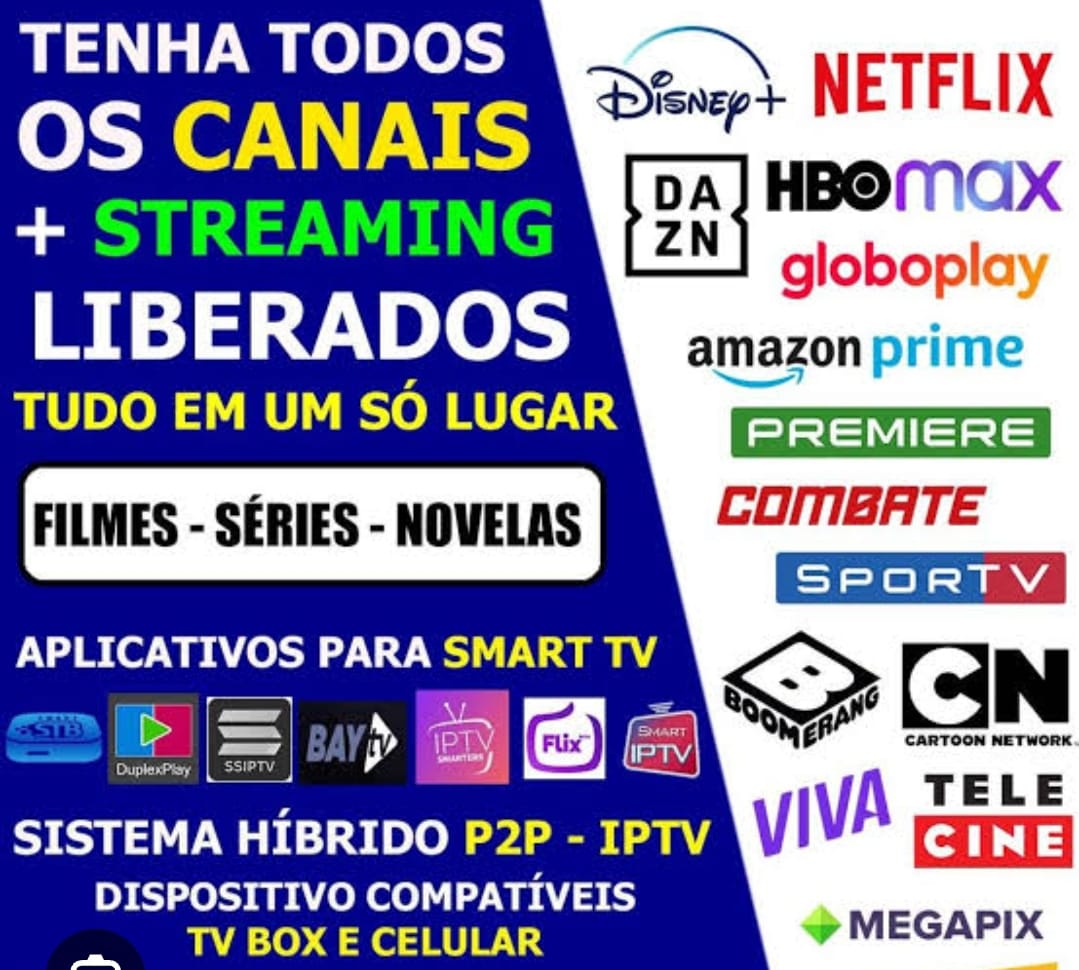 TENHA TODOS
OS CANAIS
+ STREAMING
LIBERADOS
TUDO EM UM SÓ LUGAR
FILMES - SÉRIES - NOVELAS
APLICATIVOS PARA SMART TV
SMART
STB
DuplexPlay
SSIPTV
BAY tv
IPTV
SMARTERS
Flix
SMART
IPTV
SISTEMA HÍBRIDO P2P - IPTV
DISPOSITIVO COMPATÍVEIS
TV BOX E CELULAR
Disney+
NETFLIX
DA
ZN
HBOmax
globoplay
amazon prime
PREMIERE
COMBATE
SPORTV
B
BOOMERANG
CN
CARTOON NETWORK
VIVA
TELE
CINE
MEGAPIX